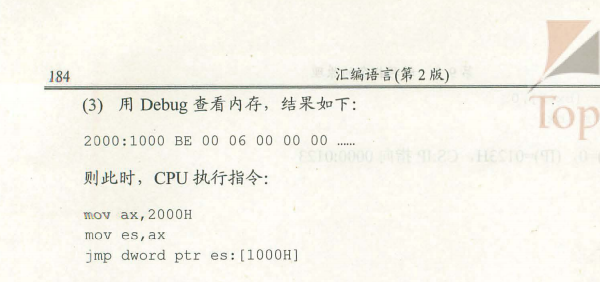 184
汇编语言(第 2 版)
Top
(3) 用 Debug 查看内存，结果如下：
2000:1000 BE 00 06 00 00 00 ……
则此时，CPU 执行指令：
mov ax,2000H
mov es,ax
jmp dword ptr es:[1000H]